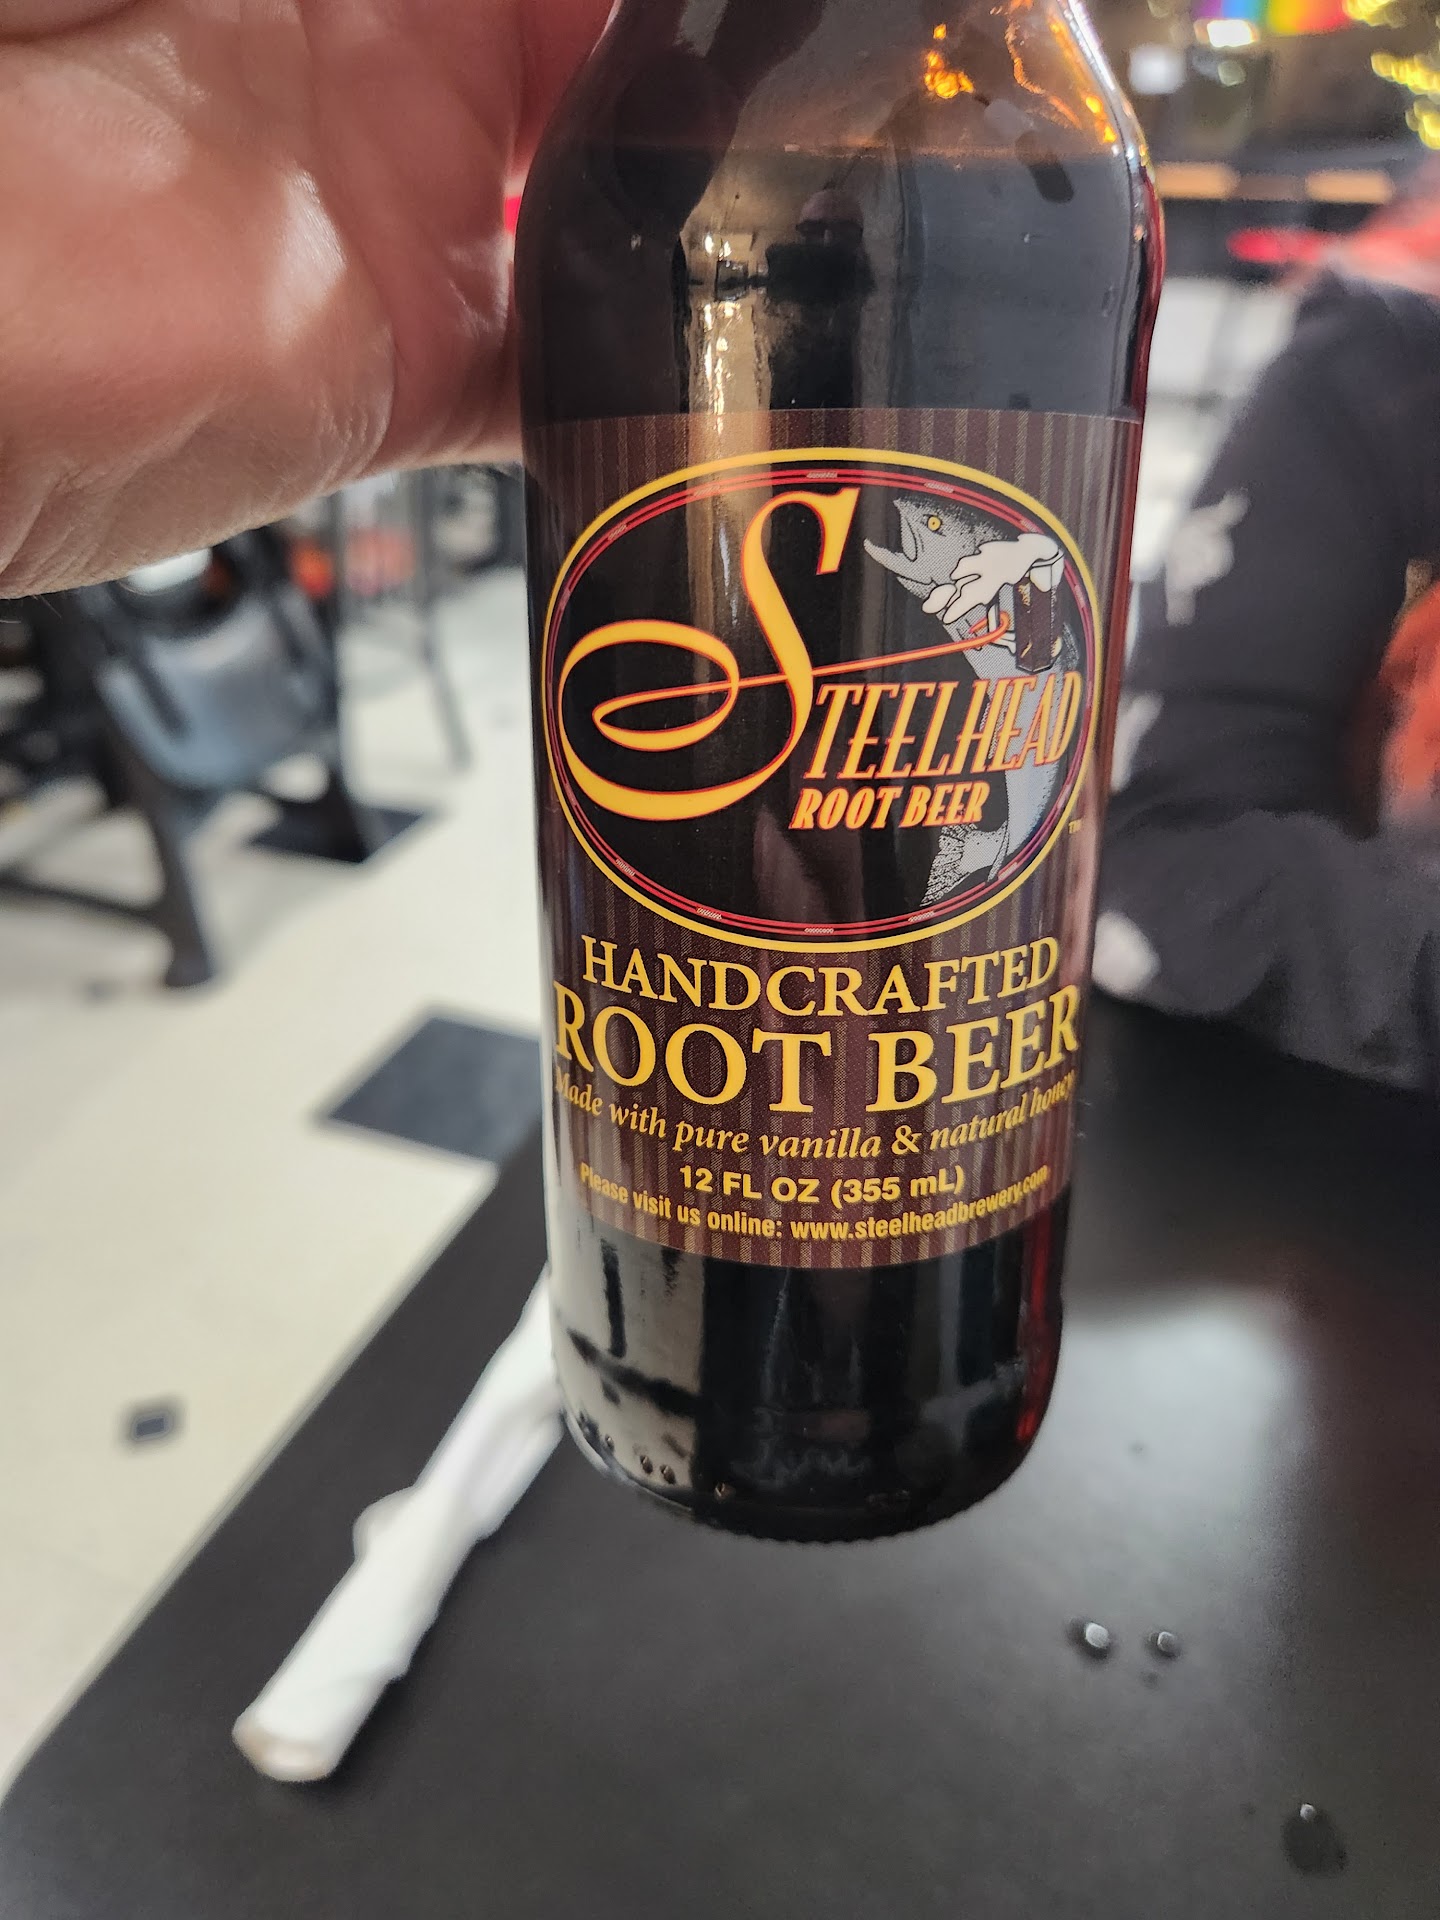 STEELHEAD
ROOT BEER
TM
HANDCRAFTED
ROOT BEER
Made with pure vanilla & natural honey
12 FL OZ (355 mL)
Please visit us online: www.steelheadbrewery.com